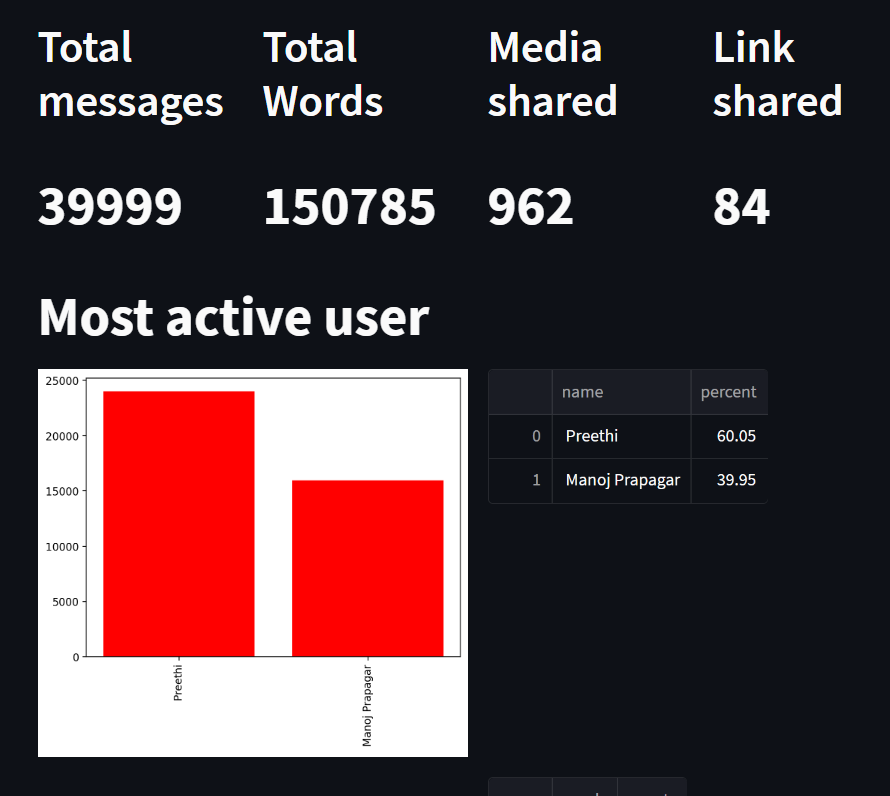 Total messages
Total Words
Media shared
Link shared
39999
150785
962
84
Most active user
25000
20000
15000
10000
5000
0
Preethi
Manoj Prapagar
name percent
0 Preethi 60.05
1 Manoj Prapagar 39.95